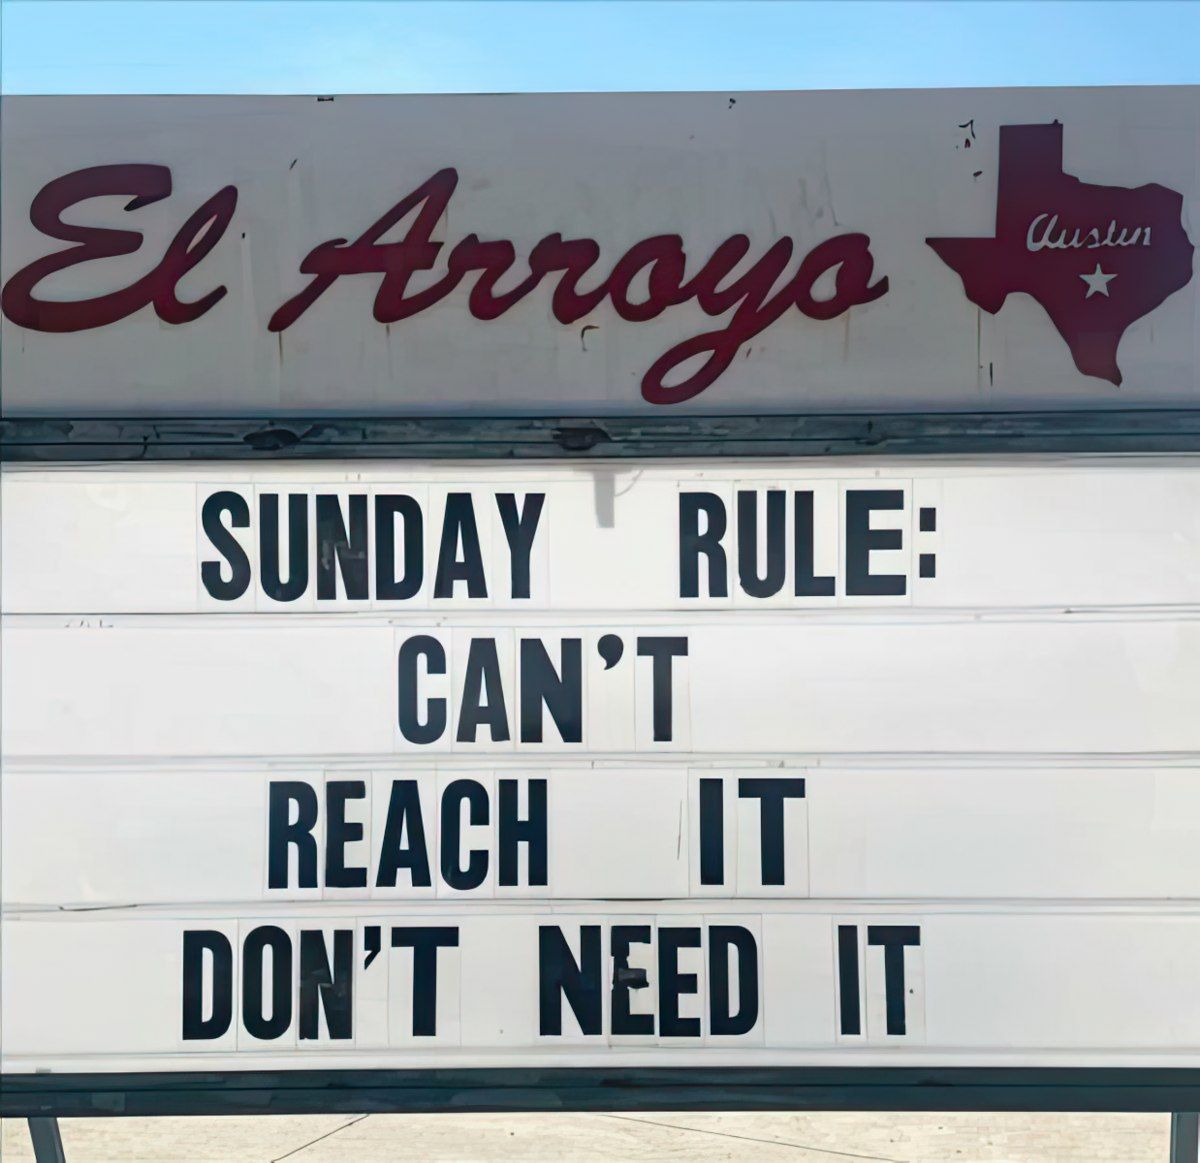 El Arroyo
Austin
SUNDAY RULE:
CAN'T
REACH IT
DON'T NEED IT